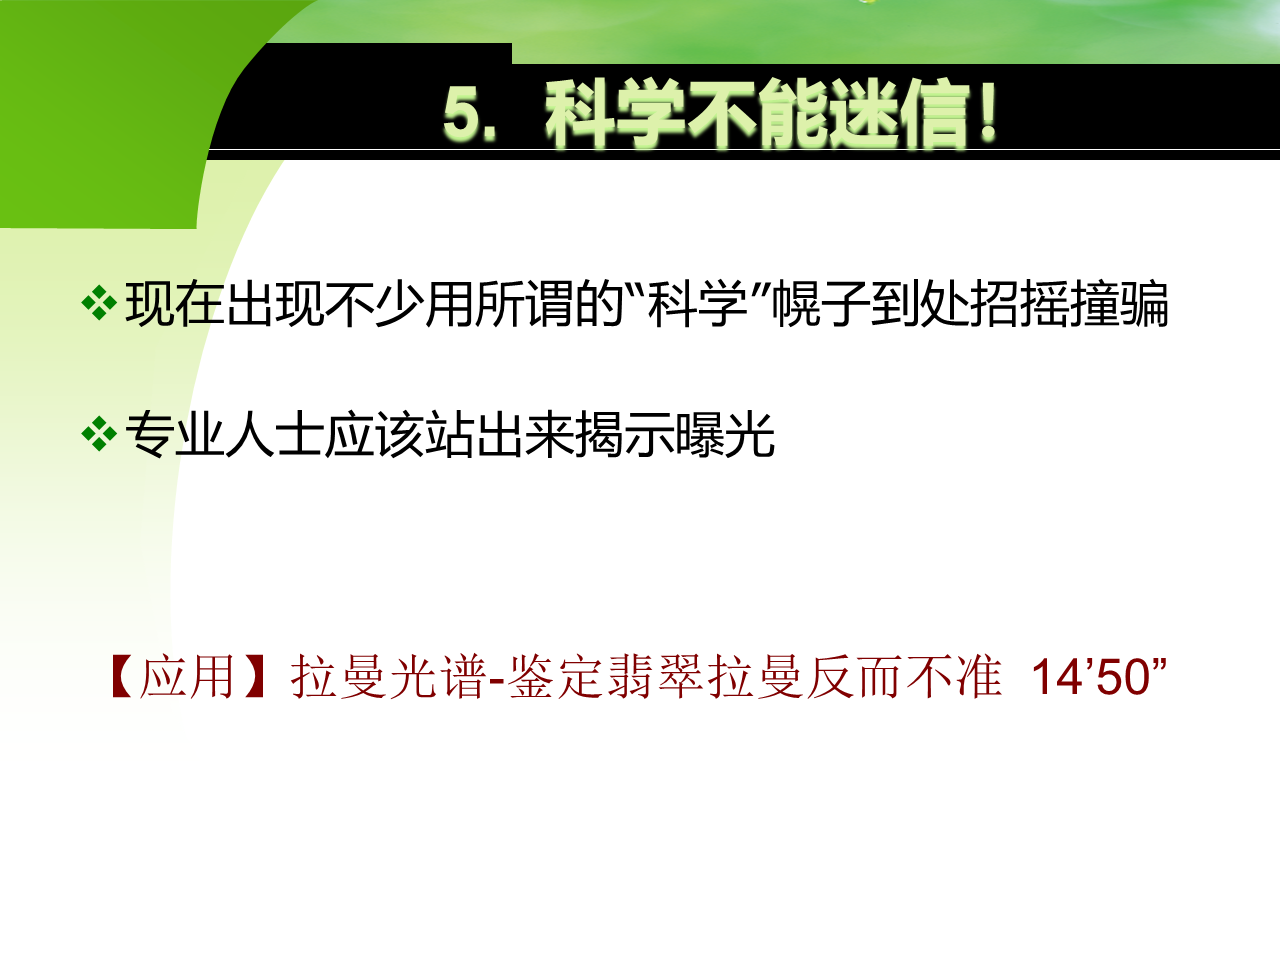 5. 科学不能迷信！
❖现在出现不少用所谓的“科学”幌子到处招摇撞骗
❖专业人士应该站出来揭示曝光
【应用】拉曼光谱-鉴定翡翠拉曼反而不准 14’50”